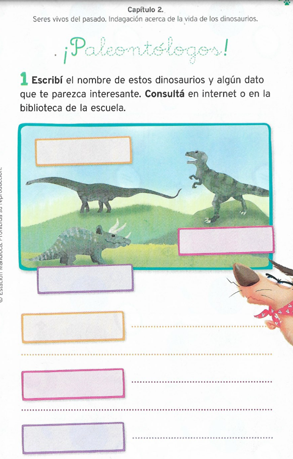 Capítulo 2.
Seres vivos del pasado. Indagación acerca de la vida de los dinosaurios.
¡Paleontólogos!
1 Escribí el nombre de estos dinosaurios y algún dato
que te parezca interesante. Consultá en internet o en la
biblioteca de la escuela.